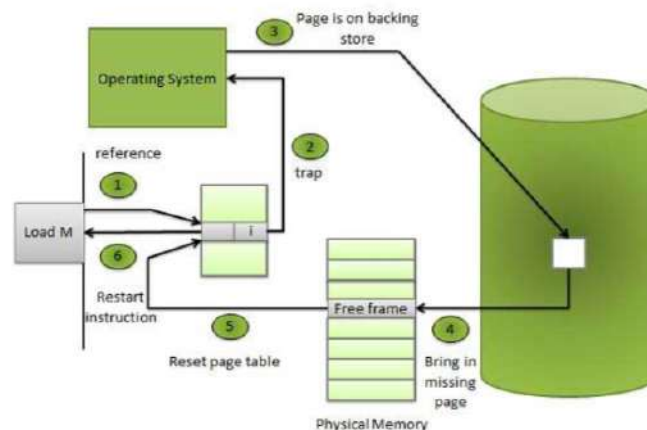 3
Page is on backing
store
Operating System
2
trap
reference
1
Load M
i
6
Restart
instruction
Free frame
5
4
Reset page table
Bring in
missing
page
Physical Memory